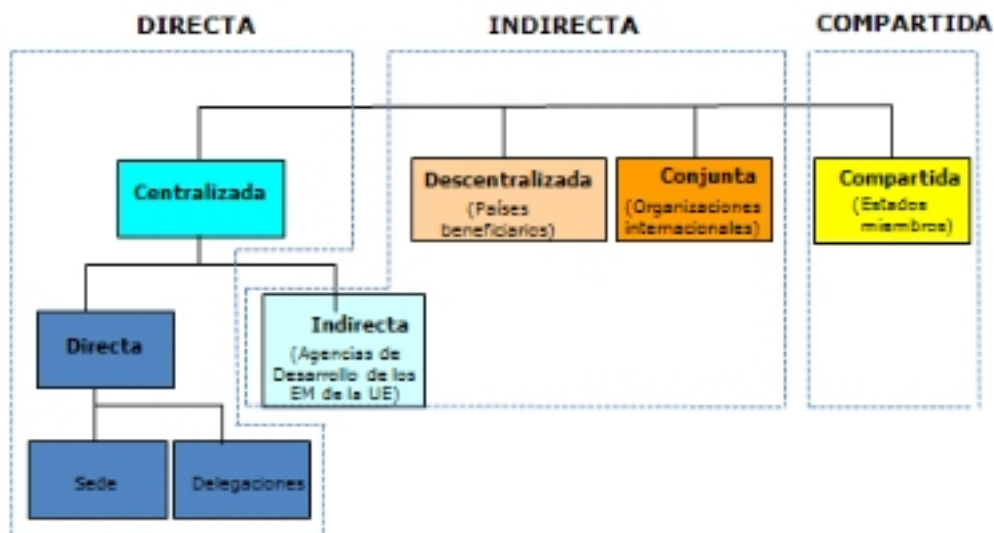 DIRECTA
INDIRECTA
COMPARTIDA
Centralizada
Descentralizada
(Países
beneficiarios)
Conjunta
(Organizaciones
internacionales)
Compartida
(Estados
miembros)
Directa
Indirecta
(Agencias de
Desarrollo de los
EM de la UE)
Sede
Delegaciones